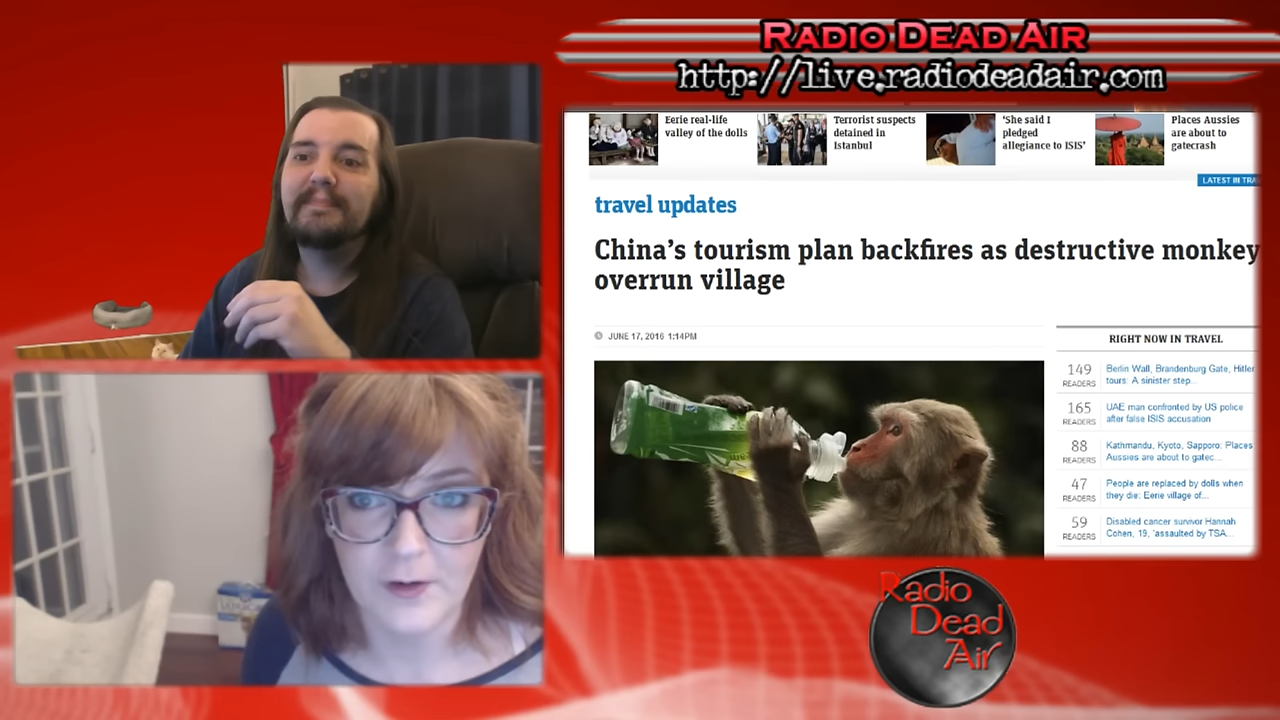 Radio Dead Air
http://live.radiodeadair.com
Eerie real-life
valley of the dolls
Terrorist suspects
detained in
Istanbul
'She said I
pledged
allegiance to ISIS'
Places Aussies
are about to
gatecrash
LATEST IN TRA
travel updates
China's tourism plan backfires as destructive monkey
overrun village
JUNE 17, 2016 1:14PM
RIGHT NOW IN TRAVEL
149
READERS
Berlin Wall, Brandenburg Gate, Hitler
tours: A sinister step...
165
READERS
UAE man confronted by US police
after false ISIS accusation
88
READERS
Kathmandu, Kyoto, Sapporo: Places
Aussies are about to gatec...
47
READERS
People are replaced by dolls when
they die: Eerie village of...
59
READERS
Disabled cancer survivor Hannah
Cohen, 19, 'assaulted by TSA...
Radio
Dead
Air